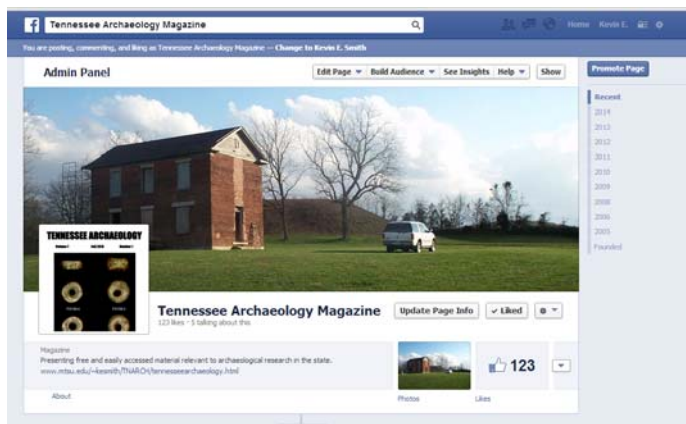 Tennessee Archaeology Magazine
Home Kevin E.
You are posting, commenting, and liking as Tennessee Archaeology Magazine — Change to Kevin E. Smith
Admin Panel
Edit Page Build Audience See Insights Help Show
Promote Page
Recent
2014
2013
2012
2011
2010
2009
2008
2006
2005
Founded
TENNESSEE ARCHAEOLOGY
Tennessee Archaeology Magazine
123 likes · 5 talking about this
Update Page Info
Liked
Magazine
Presenting free and easily accessed material relevant to archaeological research in the state.
www.mtsu.edu/~kesmith/TNARCH/tennesseearchaeology.html
123
About
Photos
Likes